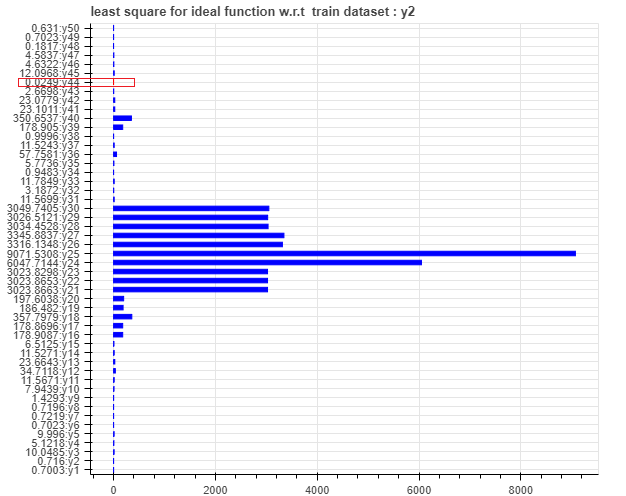 least square for ideal function w.r.t  train dataset : y2
0.631:y50
0.7023:y49
0.1817:y48
4.5837:y47
4.6322:y46
12.0968:y45
0.0249:y44
2.6698:y43
23.0779:y42
23.1011:y41
350.6537:y40
178.905:y39
0.9996:y38
11.5243:y37
57.7581:y36
5.7736:y35
0.9483:y34
11.7849:y33
3.1872:y32
11.5699:y31
3049.7405:y30
3026.5121:y29
3034.4528:y28
3345.8837:y27
3316.1348:y26
9071.5308:y25
6047.7144:y24
3023.8298:y23
3023.8653:y22
3023.8663:y21
197.6038:y20
186.482:y19
357.7979:y18
178.8696:y17
178.9087:y16
6.5125:y15
11.5271:y14
23.6643:y13
34.7118:y12
11.5671:y11
7.9439:y10
1.4293:y9
0.7196:y8
0.7219:y7
0.7023:y6
9.996:y5
5.1218:y4
10.0485:y3
0.716:y2
0.7003:y1
0 2000 4000 6000 8000